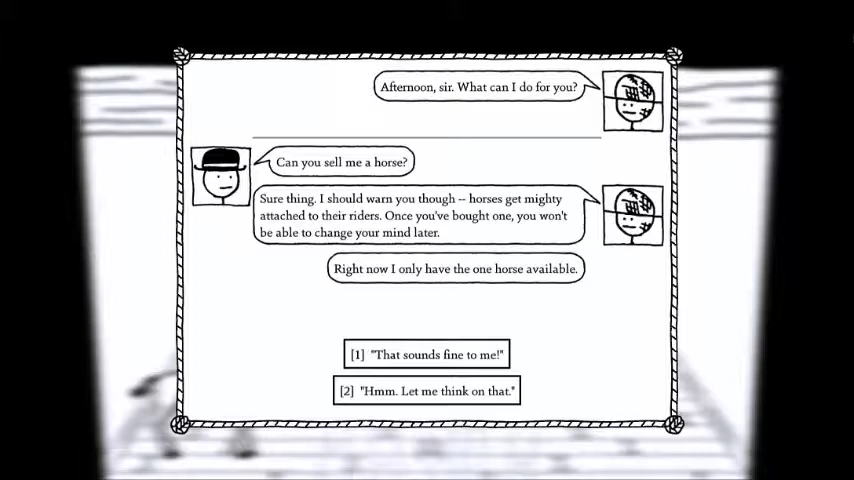 Afternoon, sir. What can I do for you?
Can you sell me a horse?
Sure thing. I should warn you though -- horses get mighty
attached to their riders. Once you've bought one, you won't
be able to change your mind later.
Right now I only have the one horse available.
[1] "That sounds fine to me!"
[2] "Hmm. Let me think on that."